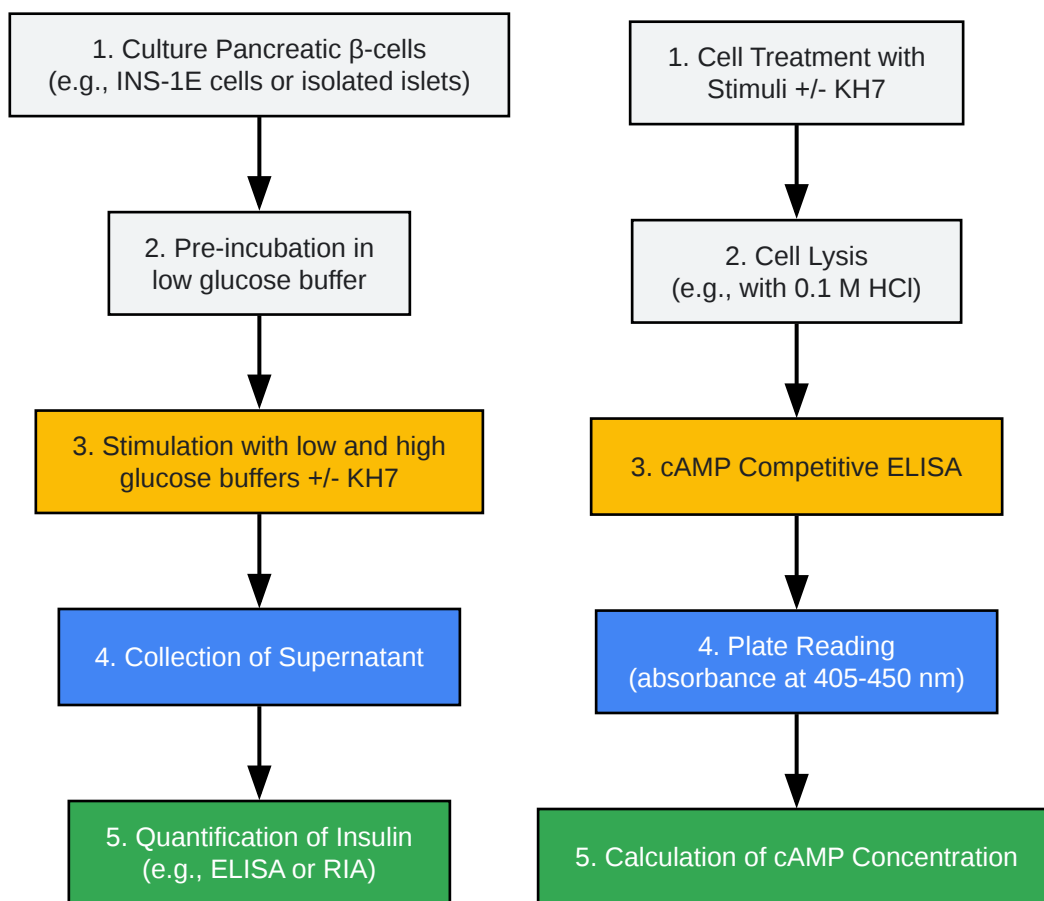 1. Culture Pancreatic β-cells
(e.g., INS-1E cells or isolated islets)
2. Pre-incubation in
low glucose buffer
3. Stimulation with low and high
glucose buffers +/- KH7
4. Collection of Supernatant
5. Quantification of Insulin
(e.g., ELISA or RIA)
1. Cell Treatment with
Stimuli +/- KH7
2. Cell Lysis
(e.g., with 0.1 M HCl)
3. cAMP Competitive ELISA
4. Plate Reading
(absorbance at 405-450 nm)
5. Calculation of cAMP Concentration